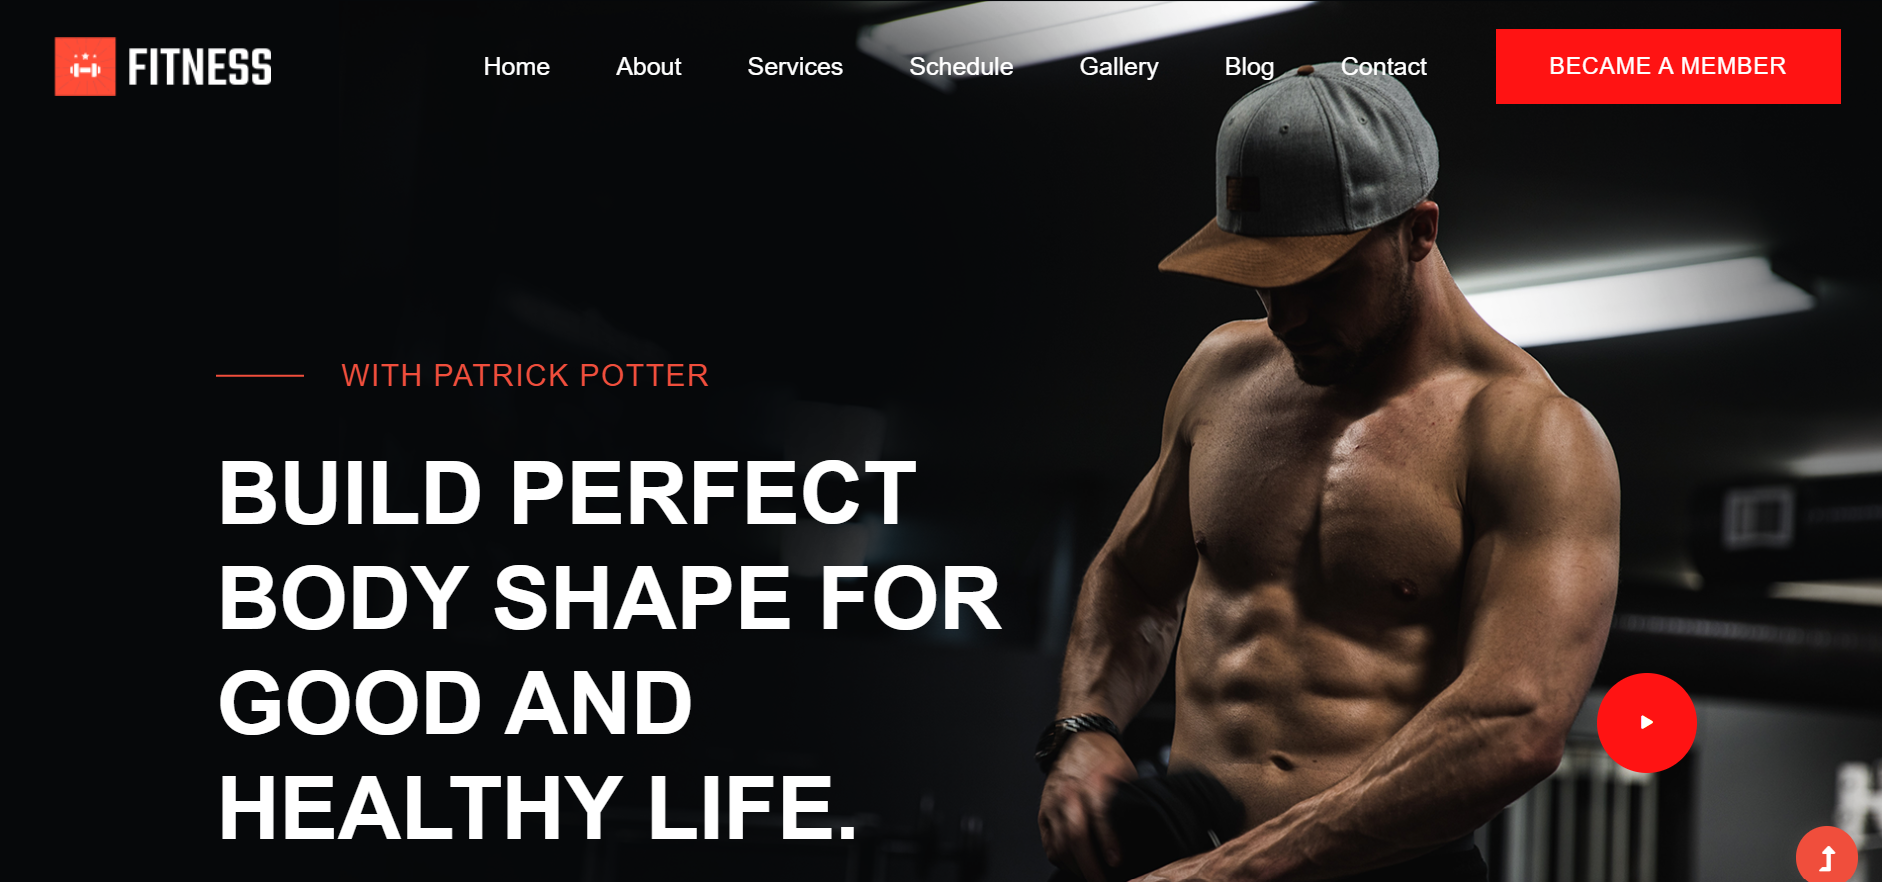 FITNESS
Home About Services Schedule Gallery Blog Contact BECAME A MEMBER
WITH PATRICK POTTER
BUILD PERFECT
BODY SHAPE FOR
GOOD AND
HEALTHY LIFE.